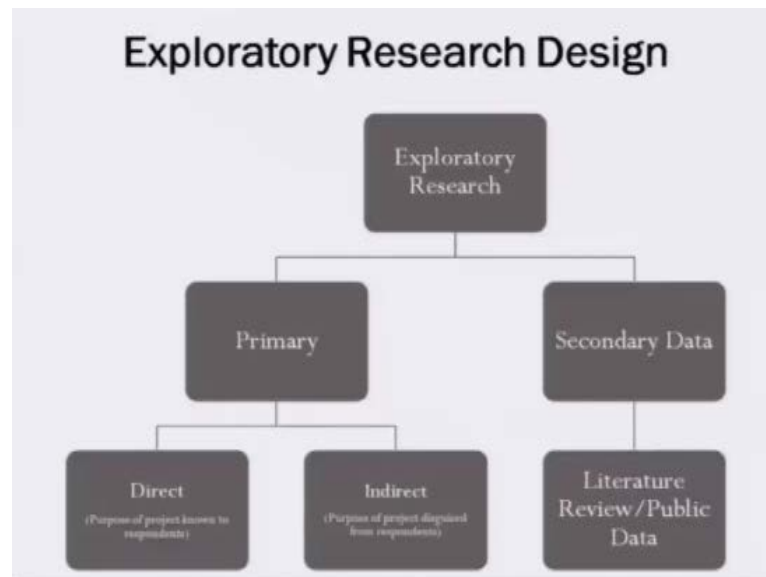 Exploratory Research Design
Exploratory
Research
Primary
Secondary Data
Direct
(Purpose of project known to
respondents)
Indirect
(Purpose of project disguised
from respondents)
Literature
Review/Public
Data